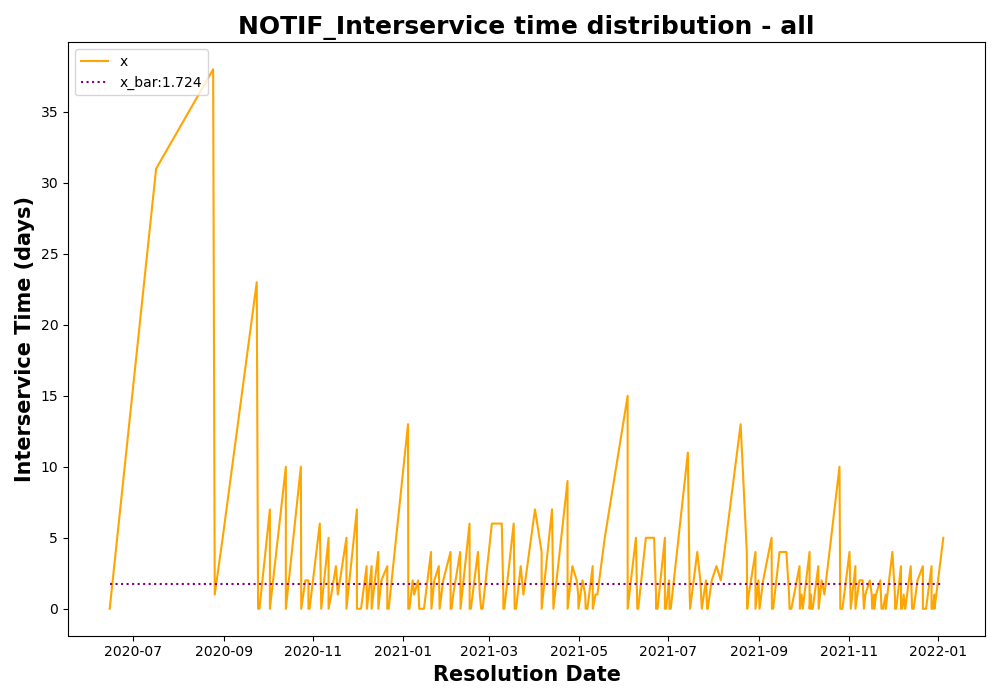 NOTIF_Interservice time distribution - all
x
x_bar:1.724
Interservice Time (days)
35
30
25
20
15
10
5
0
2020-07 2020-09 2020-11 2021-01 2021-03 2021-05 2021-07 2021-09 2021-11 2022-01
Resolution Date